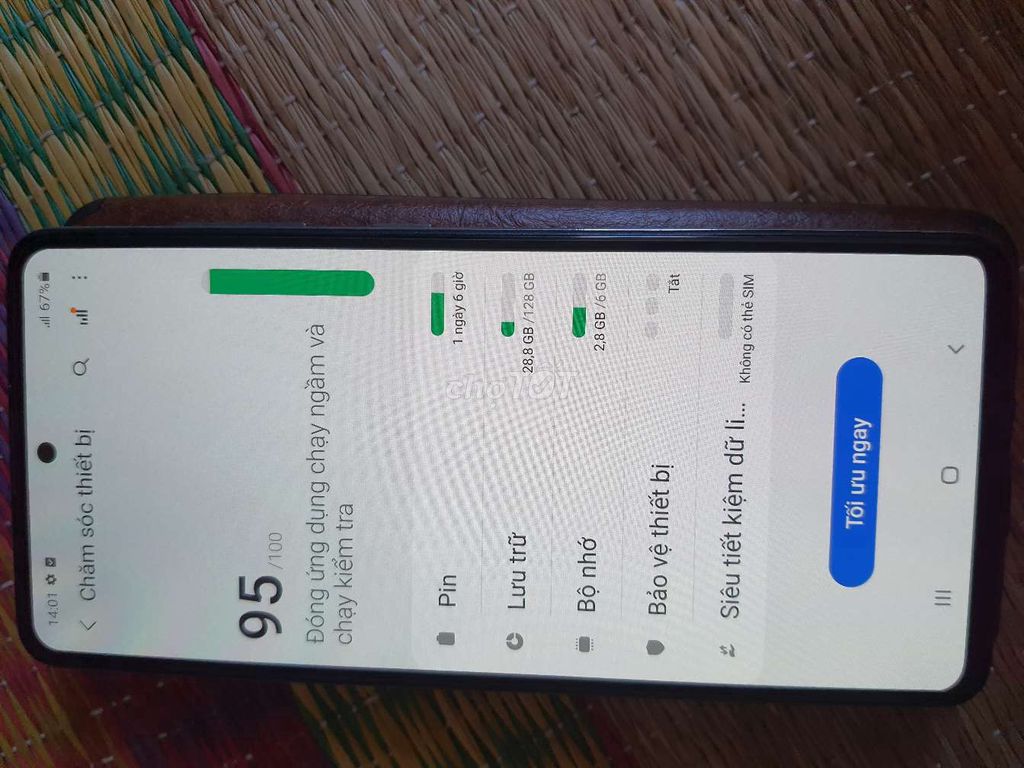 14:01
67%
Chăm sóc thiết bị
95 /100
Đóng ứng dụng chạy ngầm và
chạy kiểm tra
Pin
1 ngày 6 giờ
Lưu trữ
28,8 GB /128 GB
Bộ nhớ
2,8 GB /6 GB
Bảo vệ thiết bị
Tắt
Siêu tiết kiệm dữ li...
Không có thẻ SIM
Tối ưu ngay
choTỐT